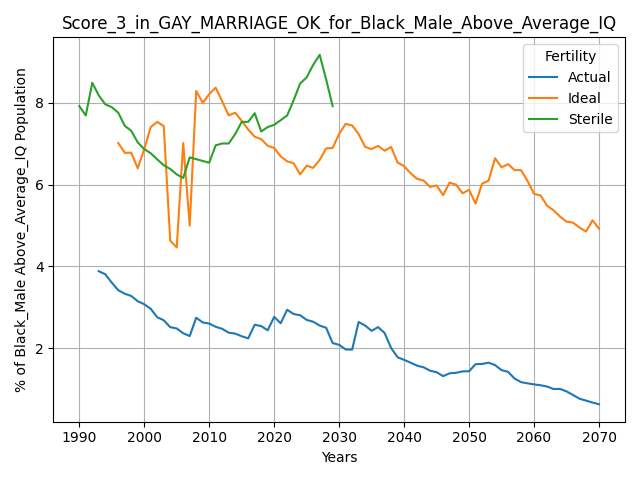 Score_3_in_GAY_MARRIAGE_OK_for_Black_Male_Above_Average_IQ
% of Black_Male Above_Average_IQ Population
8
6
4
2
Fertility
Actual
Ideal
Sterile
1990 2000 2010 2020 2030 2040 2050 2060 2070
Years